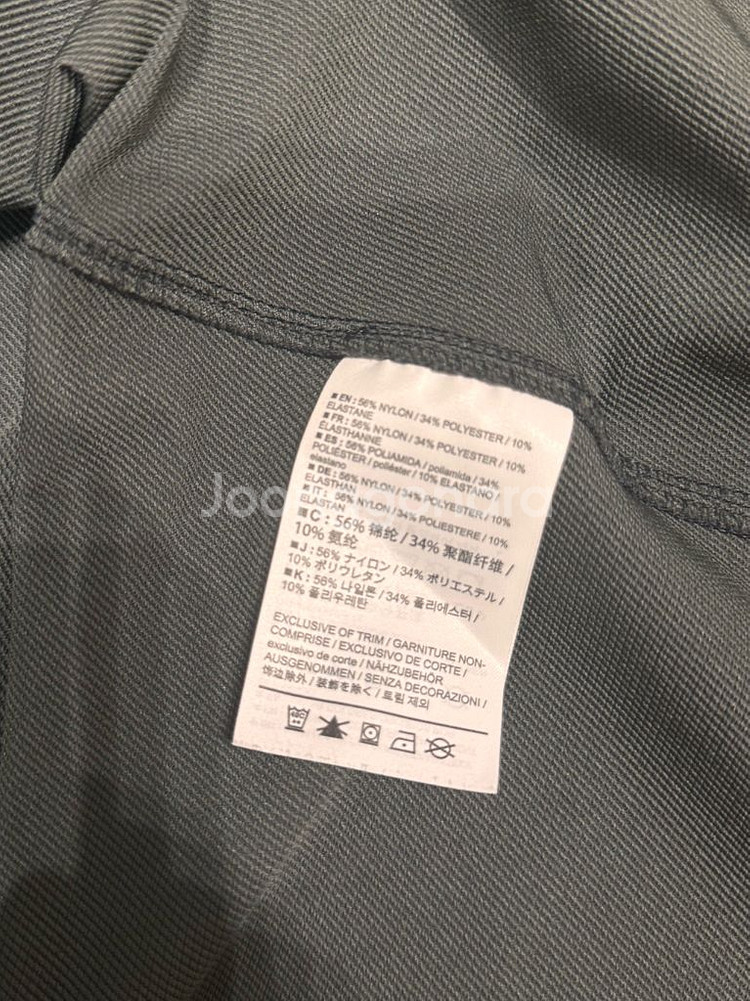 ■ EN : 56% NYLON / 34% POLYESTER / 10%
ELASTANE
■ FR : 56% NYLON / 34% POLYESTER / 10%
ÉLASTHANNE
■ ES : 56% POLIAMIDA / poliamida / 34%
POLIÉSTER / poliéster / 10% ELASTANO
elastano
■ DE : 56% NYLON / 34% POLYESTER / 10%
ELASTHAN
■ IT : 56% NYLON / 34% POLIESTERE / 10%
ELASTAN
■ C : 56% 锦纶 / 34% 聚酯纤维 /
10% 氨纶
■ J : 56% ナイロン / 34% ポリエステル /
10% ポリウレタン
■ K : 56% 나일론 / 34% 폴리에스터 /
10% 폴리우레탄
EXCLUSIVE OF TRIM / GARNITURE NON-
COMPRISE / EXCLUSIVO DE CORTE /
exclusivo de corte / NÄHZUBEHÖR
AUSGENOMMEN / SENZA DECORAZIONI /
饰边除外 / 装飾を除く / 트림 제외